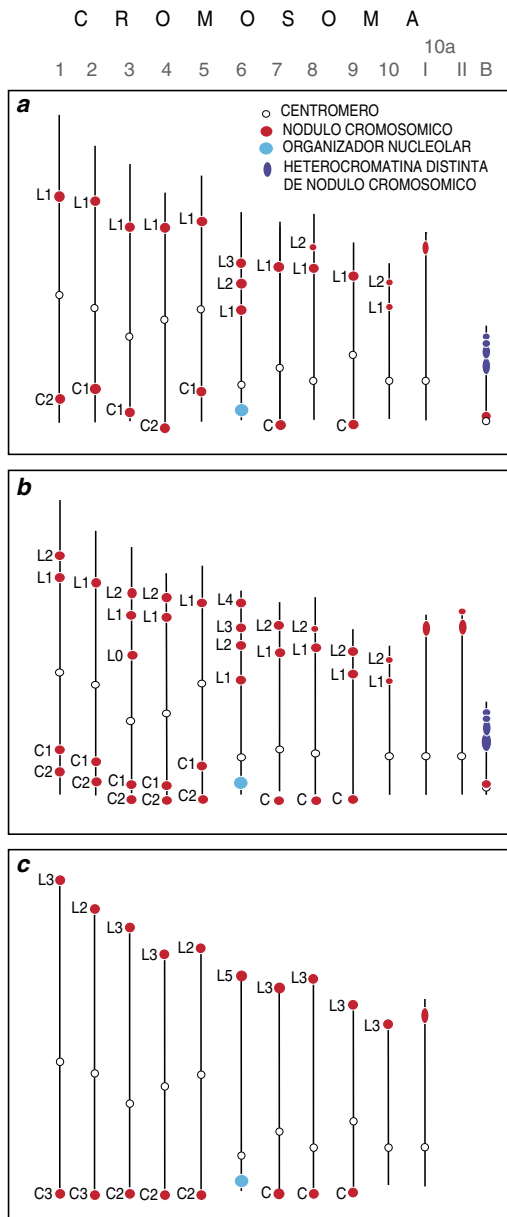 C R O M O S O M A
10a
1 2 3 4 5 6 7 8 9 10 I II B
a
CENTROMERO
NODULO CROMOSOMICO
ORGANIZADOR NUCLEOLAR
HETEROCROMATINA DISTINTA
DE NODULO CROMOSOMICO
L1 L1 L1 L1 L1 L3 L2 L1 L1 L2 L1 L1 L2 L1
C2 C1 C1 C2 C1 C C
b
L2 L1 L1 L2 L1 L0 L2 L1 L1 L4 L3 L2 L1 L2 L1 L2 L1 L2 L1 L2 L1
C1 C2 C1 C2 C1 C2 C1 C2 C1 C2 C C C
c
L3 L2 L3 L3 L2 L5 L3 L3 L3 L3
C3 C3 C2 C2 C2 C C C